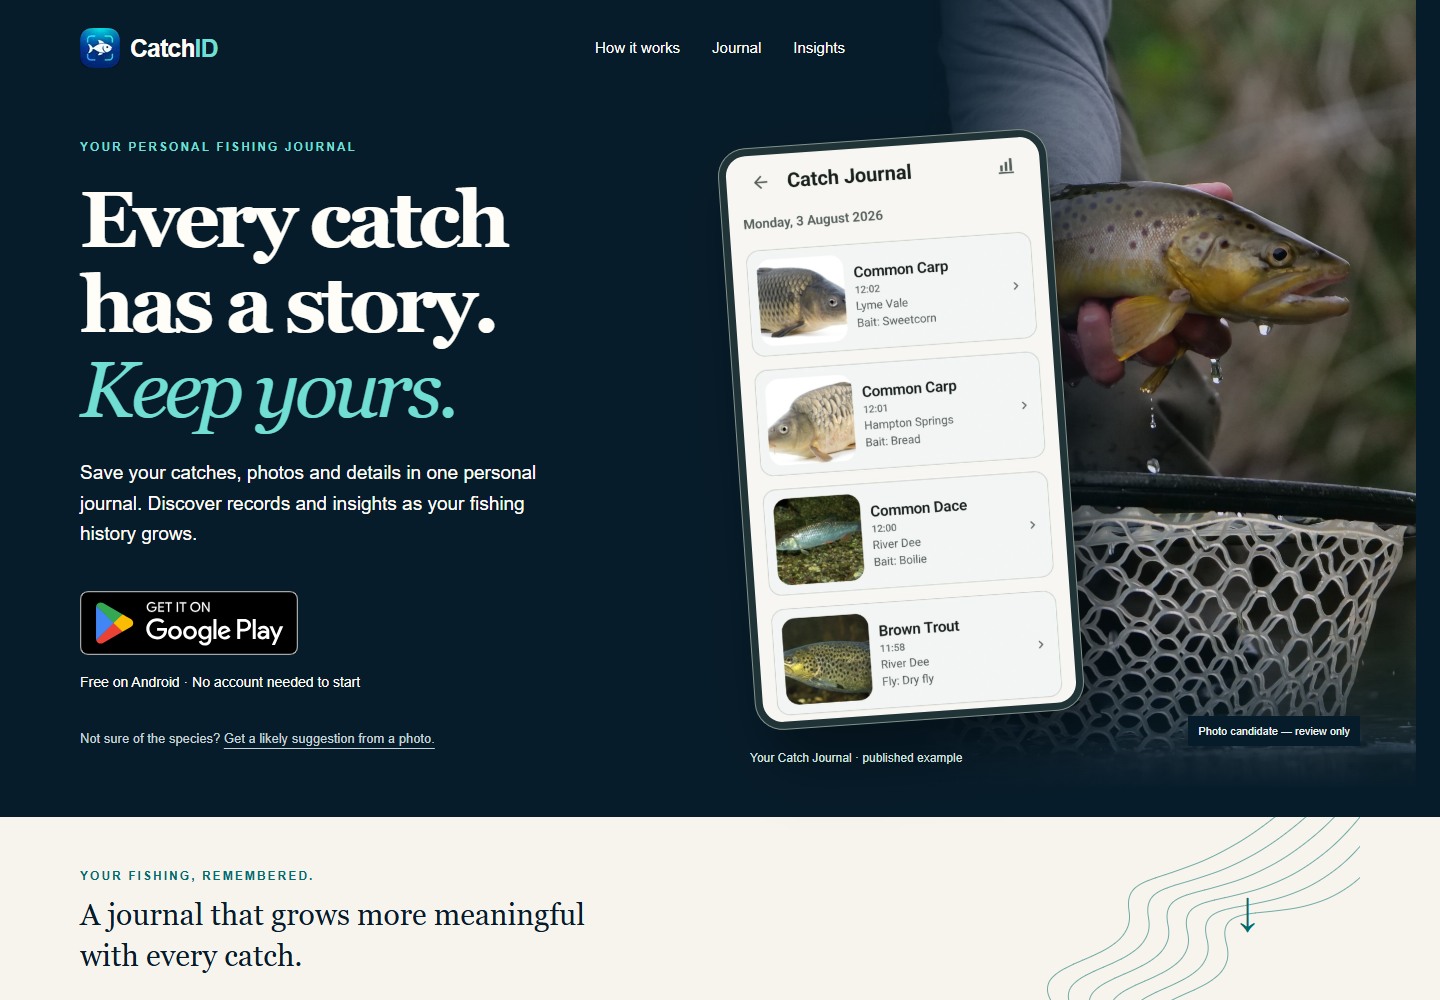 CatchID
How it works
Journal
Insights
YOUR PERSONAL FISHING JOURNAL
Every catch
has a story.
Keep yours.
Save your catches, photos and details in one personal
journal. Discover records and insights as your fishing
history grows.
GET IT ON
Google Play
Free on Android · No account needed to start
Not sure of the species? Get a likely suggestion from a photo.
Catch Journal
Monday, 3 August 2026
Common Carp
12:02
Lyme Vale
Bait: Sweetcorn
Common Carp
12:01
Hampton Springs
Bait: Bread
Common Dace
12:00
River Dee
Bait: Boilie
Brown Trout
11:58
River Dee
Fly: Dry fly
Photo candidate — review only
Your Catch Journal · published example
YOUR FISHING, REMEMBERED.
A journal that grows more meaningful
with every catch.